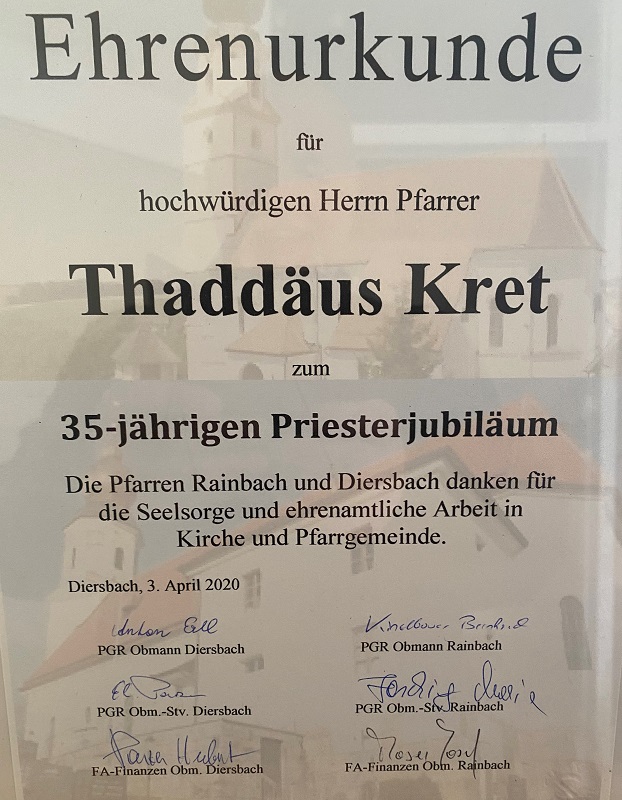 Ehrenurkunde
für
hochwürdigen Herrn Pfarrer
Thaddäus Kret
zum
35-jährigen Priesterjubiläum
Die Pfarren Rainbach und Diersbach danken für
die Seelsorge und ehrenamtliche Arbeit in
Kirche und Pfarrgemeinde.
Diersbach, 3. April 2020
PGR Obmann Diersbach
PGR Obmann Rainbach
PGR Obm.-Stv. Diersbach
PGR Obm.-Stv. Rainbach
Moser Josef
FA-Finanzen Obm. Diersbach
FA-Finanzen Obm. Rainbach